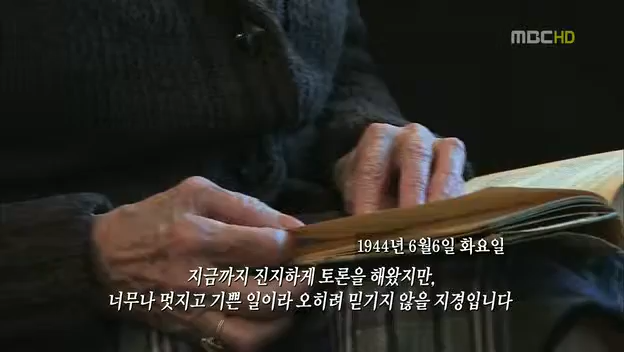 MBC HD
1944년 6월6일 화요일
지금까지 진지하게 토론을 해왔지만,
너무나 멋지고 기쁜 일이라 오히려 믿기지 않을 지경입니다